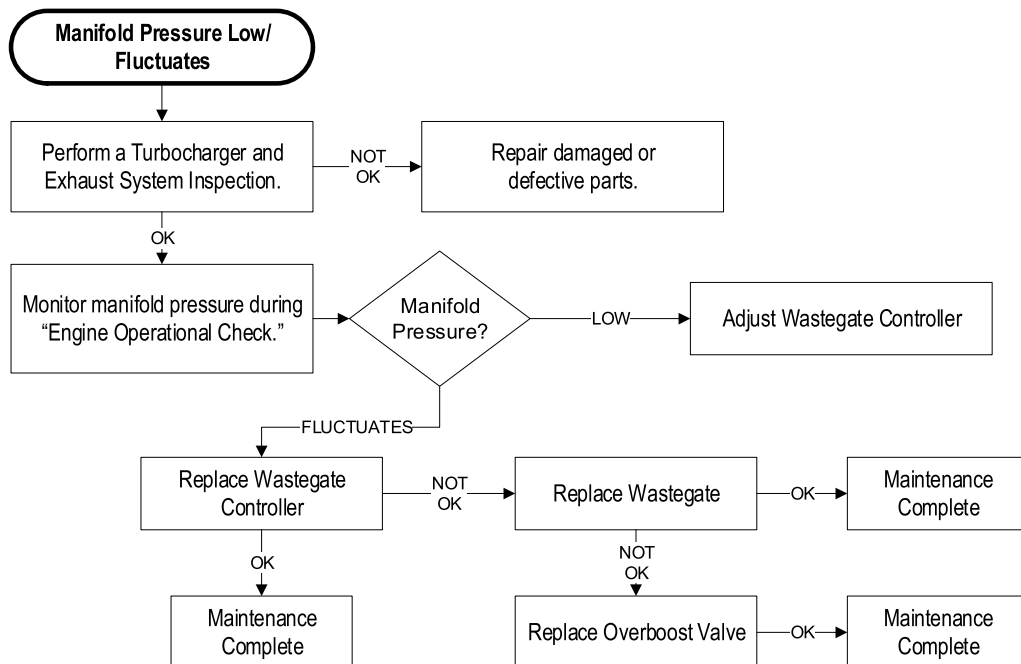 Manifold Pressure Low/
Fluctuates
Perform a Turbocharger and
Exhaust System Inspection.
NOT
OK
Repair damaged or
defective parts.
OK
Monitor manifold pressure during
“Engine Operational Check.”
Manifold
Pressure?
LOW
Adjust Wastegate Controller
FLUCTUATES
Replace Wastegate
Controller
NOT
OK
Replace Wastegate
OK
Maintenance
Complete
OK
NOT
OK
Maintenance
Complete
Replace Overboost Valve
OK
Maintenance
Complete